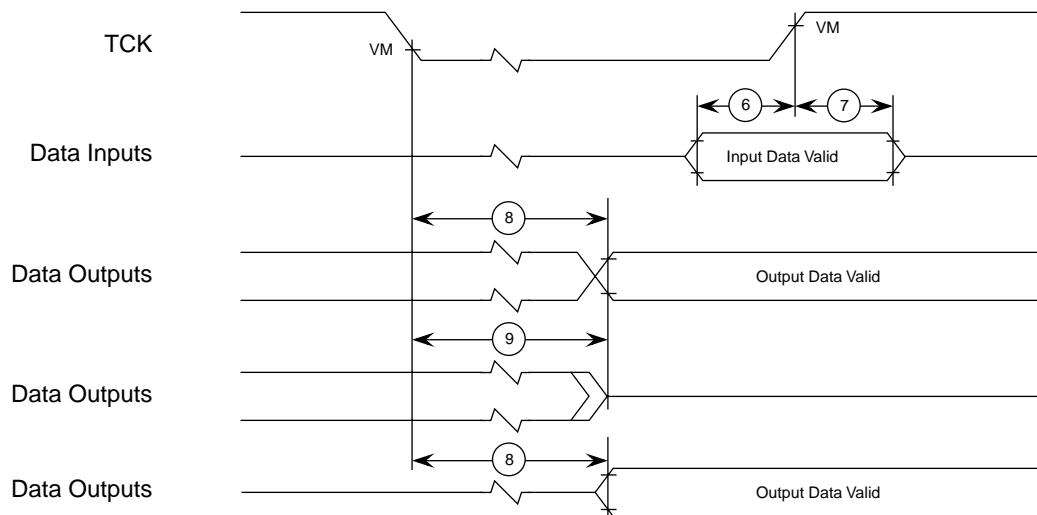 TCK
VM
VM
6
7
Data Inputs
Input Data Valid
8
Data Outputs
Output Data Valid
9
Data Outputs
8
Data Outputs
Output Data Valid